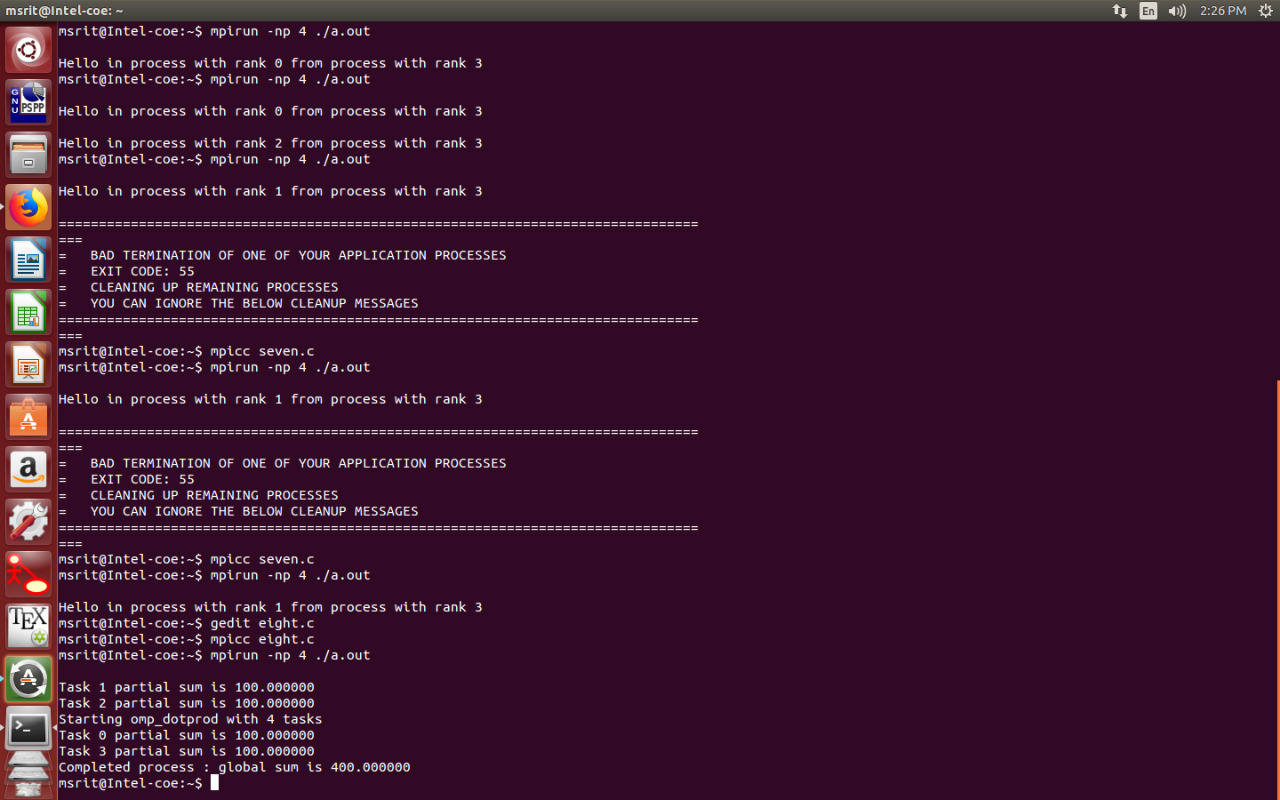 msrit@Intel-coe: ~
En
2:26 PM
msrit@Intel-coe:~$ mpirun -np 4 ./a.out
Hello in process with rank 0 from process with rank 3
msrit@Intel-coe:~$ mpirun -np 4 ./a.out
Hello in process with rank 0 from process with rank 3
Hello in process with rank 2 from process with rank 3
msrit@Intel-coe:~$ mpirun -np 4 ./a.out
Hello in process with rank 1 from process with rank 3
================================================================================
===
=   BAD TERMINATION OF ONE OF YOUR APPLICATION PROCESSES
=   EXIT CODE: 55
=   CLEANING UP REMAINING PROCESSES
=   YOU CAN IGNORE THE BELOW CLEANUP MESSAGES
================================================================================
===
msrit@Intel-coe:~$ mpicc seven.c
msrit@Intel-coe:~$ mpirun -np 4 ./a.out
Hello in process with rank 1 from process with rank 3
================================================================================
===
=   BAD TERMINATION OF ONE OF YOUR APPLICATION PROCESSES
=   EXIT CODE: 55
=   CLEANING UP REMAINING PROCESSES
=   YOU CAN IGNORE THE BELOW CLEANUP MESSAGES
================================================================================
===
msrit@Intel-coe:~$ mpicc seven.c
msrit@Intel-coe:~$ mpirun -np 4 ./a.out
Hello in process with rank 1 from process with rank 3
msrit@Intel-coe:~$ gedit eight.c
msrit@Intel-coe:~$ mpicc eight.c
msrit@Intel-coe:~$ mpirun -np 4 ./a.out
Task 1 partial sum is 100.000000
Task 2 partial sum is 100.000000
Starting omp_dotprod with 4 tasks
Task 0 partial sum is 100.000000
Task 3 partial sum is 100.000000
Completed process : global sum is 400.000000
msrit@Intel-coe:~$
GNU
PSPP
a
TEX
>_